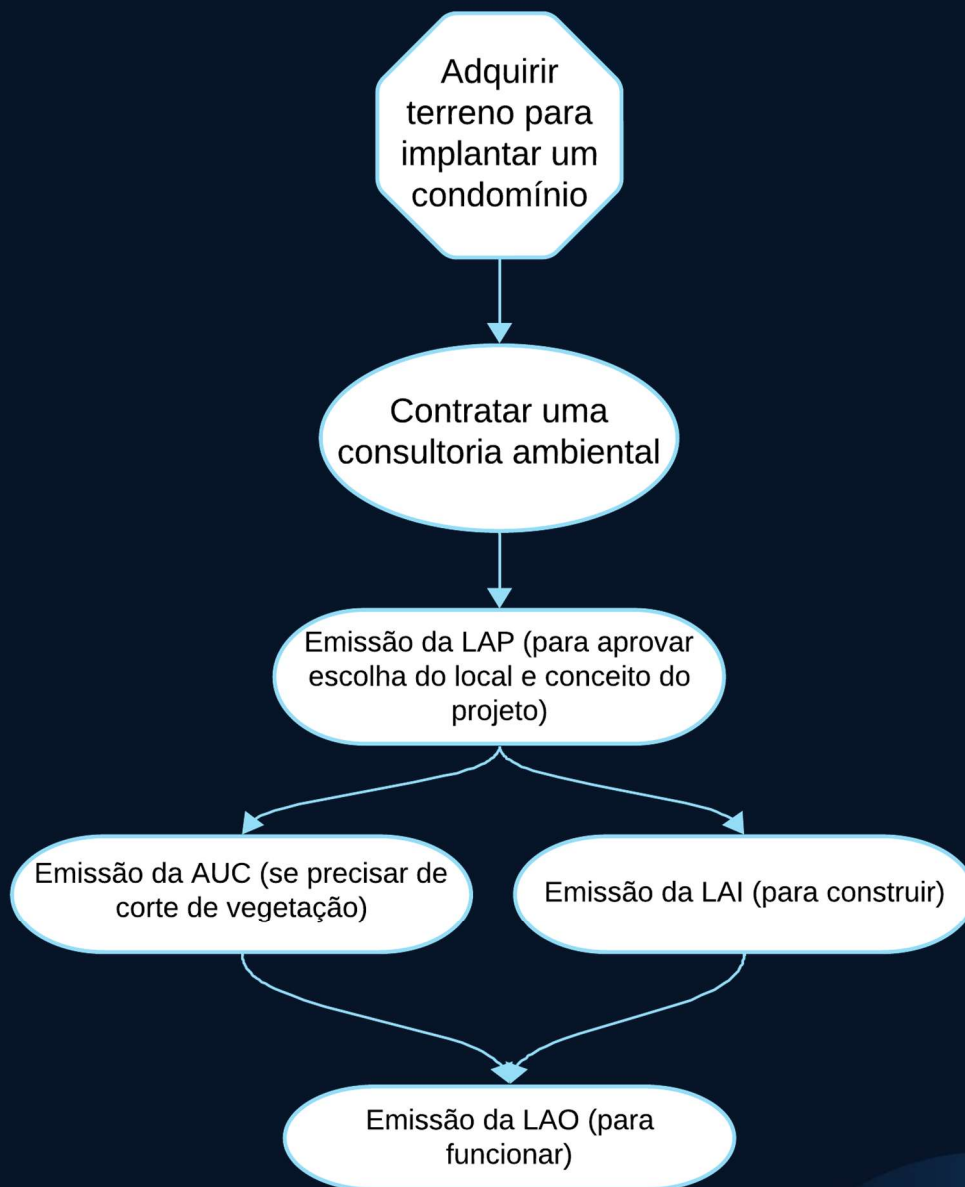 Adquirir
terreno para
implantar um
condomínio
Contratar uma
consultoria ambiental
Emissão da LAP (para aprovar
escolha do local e conceito do
projeto)
Emissão da AUC (se precisar de
corte de vegetação)
Emissão da LAI (para construir)
Emissão da LAO (para
funcionar)